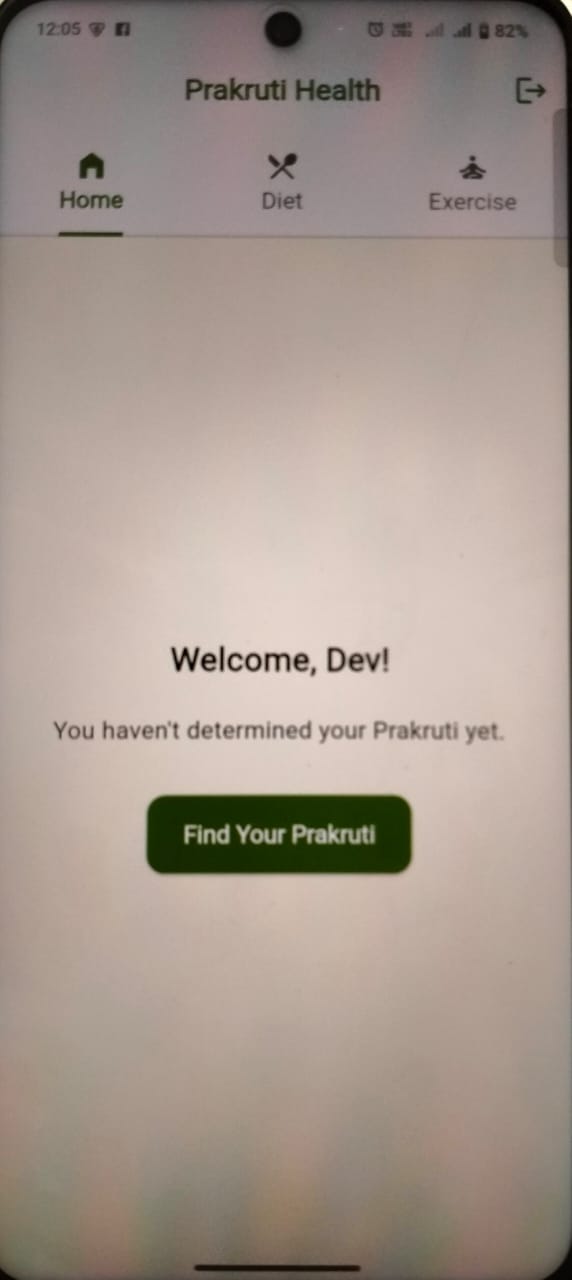 12:05 82%
Prakruti Health
Home Diet Exercise
Welcome, Dev!
You haven't determined your Prakruti yet.
Find Your Prakruti